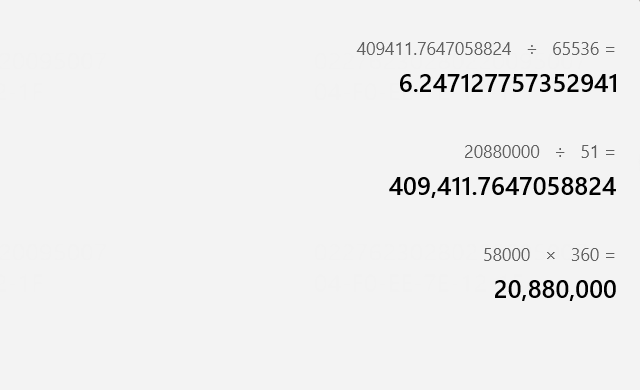 409411.7647058824 ÷ 65536 =
6.247127757352941
20880000 ÷ 51 =
409,411.7647058824
58000 × 360 =
20,880,000